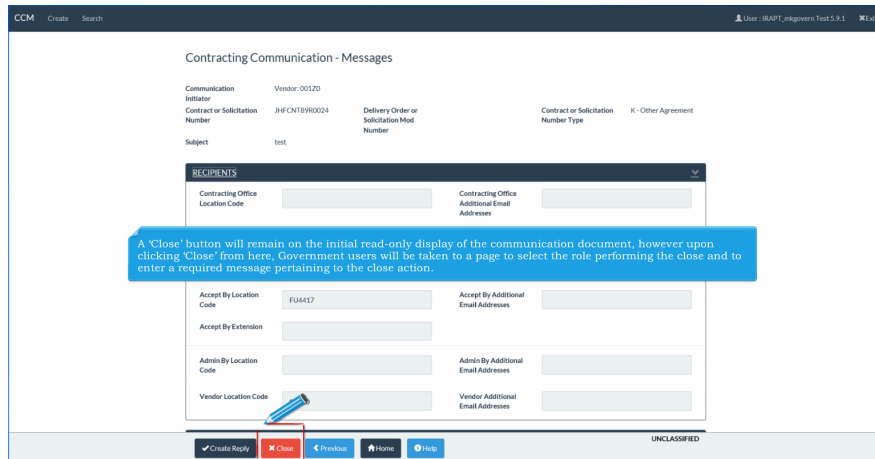 CCM Create Search User : IRAPT_mkgovern Test 5.9.1
Contracting Communication - Messages
Communication Initiator Vendor: 001Z0
Contract or Solicitation Number JHFCNT89R0024 Delivery Order or Solicitation Mod Number Contract or Solicitation Number Type K - Other Agreement
Subject test
RECIPIENTS
Contracting Office Location Code Contracting Office Additional Email Addresses
A 'Close' button will remain on the initial read-only display of the communication document, however upon
clicking 'Close' from here, Government users will be taken to a page to select the role performing the close and to
enter a required message pertaining to the close action.
Accept By Location Code FU4417 Accept By Additional Email Addresses
Accept By Extension
Admin By Location Code Admin By Additional Email Addresses
Vendor Location Code Vendor Additional Email Addresses
UNCLASSIFIED
Create Reply Close Previous Home Help